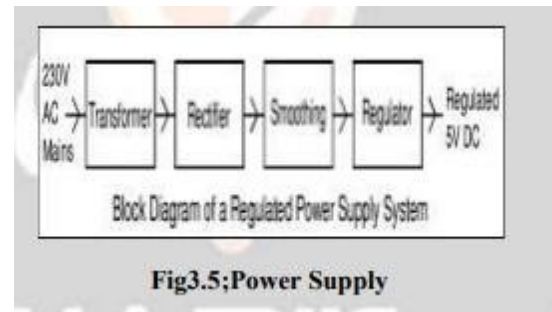 230V
AC
Mains
Transformer
Rectifier
Smoothing
Regulator
Regulated
5V DC
Block Diagram of a Regulated Power Supply System
Fig3.5;Power Supply